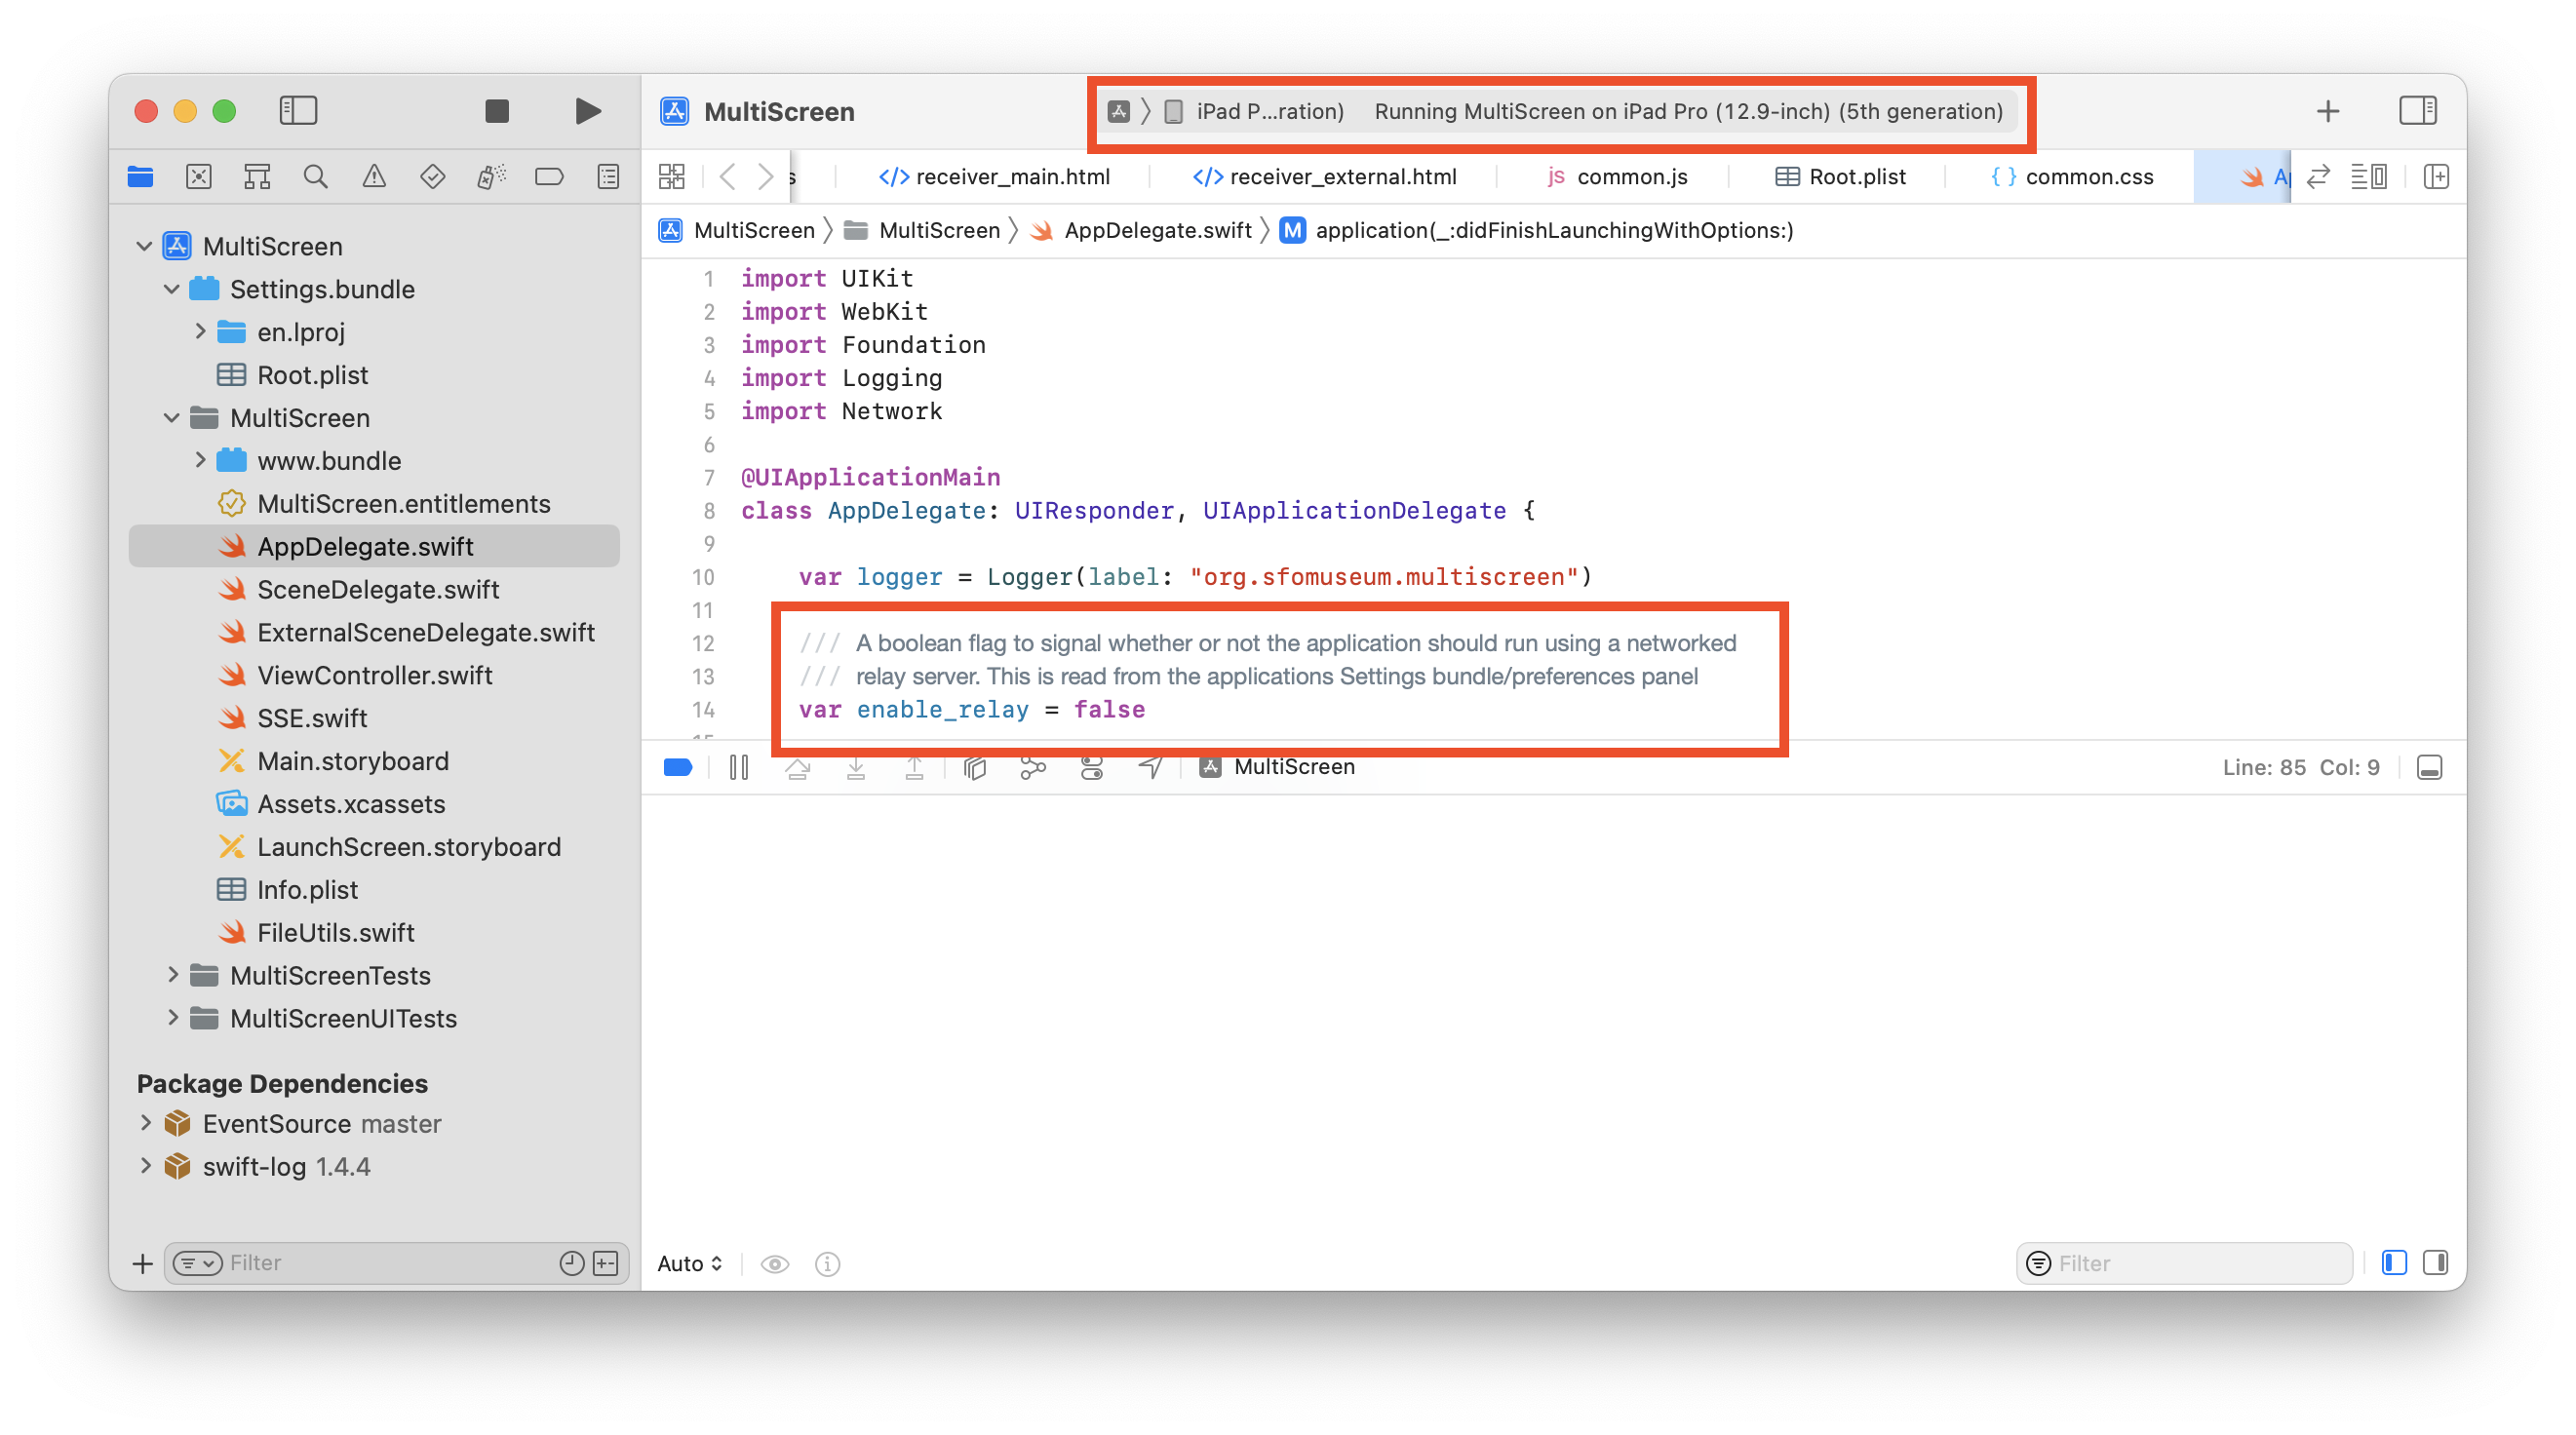 MultiScreen
iPad P...ration) Running MultiScreen on iPad Pro (12.9-inch) (5th generation)
s
receiver_main.html
receiver_external.html
js common.js
Root.plist
{ } common.css
MultiScreen
MultiScreen
AppDelegate.swift
M application(_:didFinishLaunchingWithOptions:)
MultiScreen
Settings.bundle
en.lproj
Root.plist
MultiScreen
www.bundle
MultiScreen.entitlements
AppDelegate.swift
SceneDelegate.swift
ExternalSceneDelegate.swift
ViewController.swift
SSE.swift
Main.storyboard
Assets.xcassets
LaunchScreen.storyboard
Info.plist
FileUtils.swift
MultiScreenTests
MultiScreenUITests
Package Dependencies
EventSource master
swift-log 1.4.4
Filter
1 import UIKit
2 import WebKit
3 import Foundation
4 import Logging
5 import Network
6
7 @UIApplicationMain
8 class AppDelegate: UIResponder, UIApplicationDelegate {
9
10 var logger = Logger(label: "org.sfomuseum.multiscreen")
11
12 /// A boolean flag to signal whether or not the application should run using a networked
13 /// relay server. This is read from the applications Settings bundle/preferences panel
14 var enable_relay = false
MultiScreen
Line: 85 Col: 9
Auto
Filter